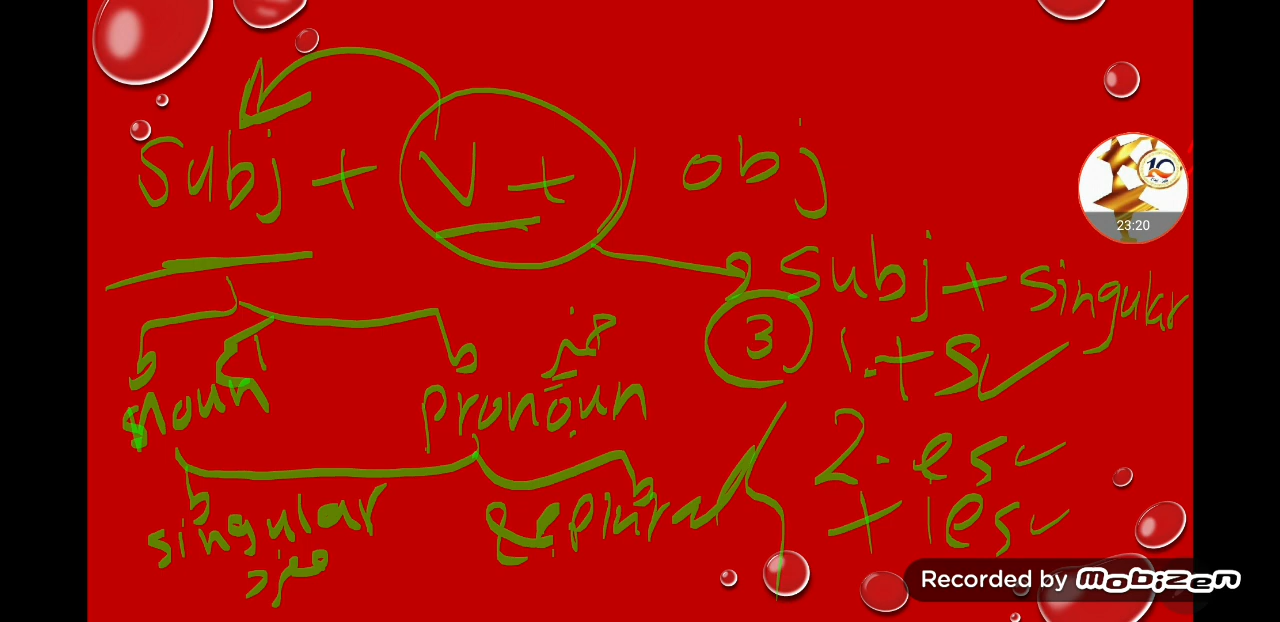 Subj + V + obj
23:20
subj + singular
3
1. + S
noun
ضمير
pronoun
2. es
+ ies
singular
plural
مفرد
Recorded by Mobizen